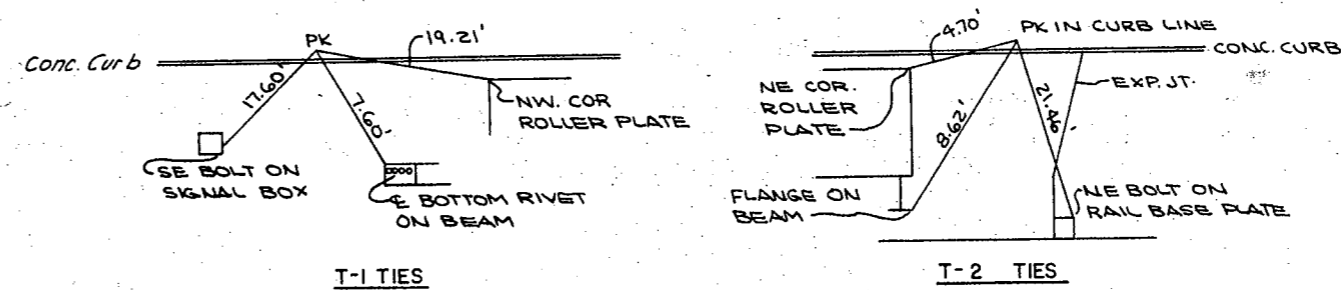 PK
19.21'
Conc. Curb
17.60'
7.60'
NW. COR
ROLLER PLATE
SE BOLT ON
SIGNAL BOX
℄ BOTTOM RIVET
ON BEAM
T-1 TIES
4.70'
PK IN CURB LINE
CONC. CURB
NE COR.
ROLLER
PLATE
8.62'
21.46'
EXP. JT.
FLANGE ON
BEAM
NE BOLT ON
RAIL BASE PLATE
T-2 TIES